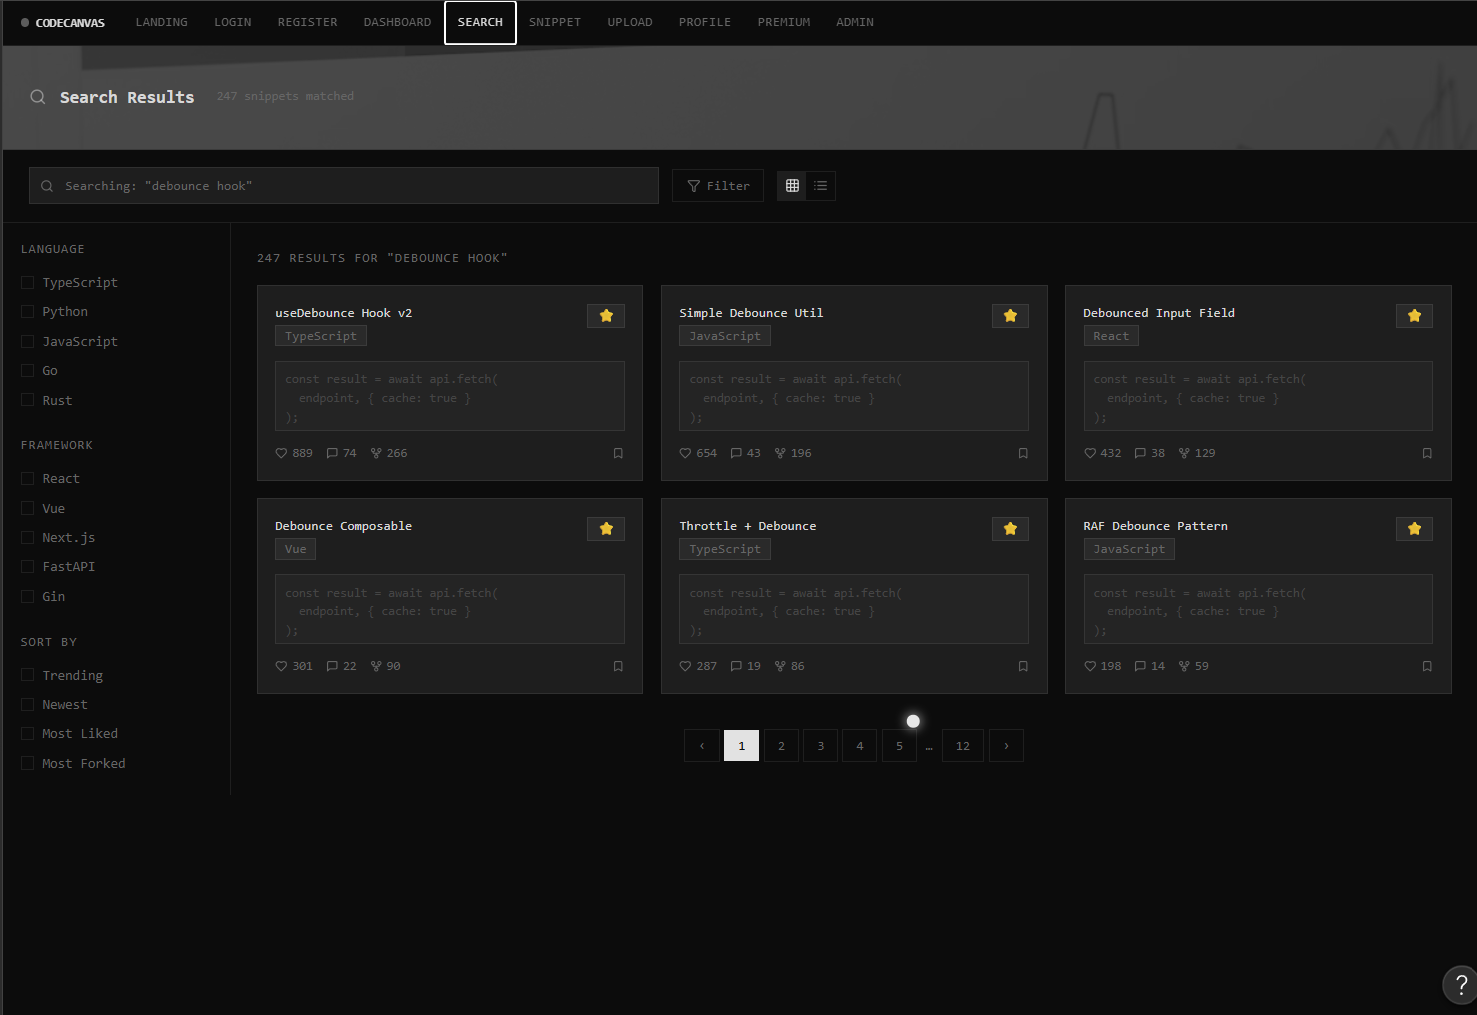 CODECANVAS LANDING LOGIN REGISTER DASHBOARD SEARCH SNIPPET UPLOAD PROFILE PREMIUM ADMIN
Search Results 247 snippets matched
Searching: "debounce hook" Filter
LANGUAGE
TypeScript
Python
JavaScript
Go
Rust
FRAMEWORK
React
Vue
Next.js
FastAPI
Gin
SORT BY
Trending
Newest
Most Liked
Most Forked
247 RESULTS FOR "DEBOUNCE HOOK"
useDebounce Hook v2
TypeScript
const result = await api.fetch(
endpoint, { cache: true }
);
889 74 266
Simple Debounce Util
JavaScript
const result = await api.fetch(
endpoint, { cache: true }
);
654 43 196
Debounced Input Field
React
const result = await api.fetch(
endpoint, { cache: true }
);
432 38 129
Debounce Composable
Vue
const result = await api.fetch(
endpoint, { cache: true }
);
301 22 90
Throttle + Debounce
TypeScript
const result = await api.fetch(
endpoint, { cache: true }
);
287 19 86
RAF Debounce Pattern
JavaScript
const result = await api.fetch(
endpoint, { cache: true }
);
198 14 59
‹ 1 2 3 4 5 … 12 ›
?